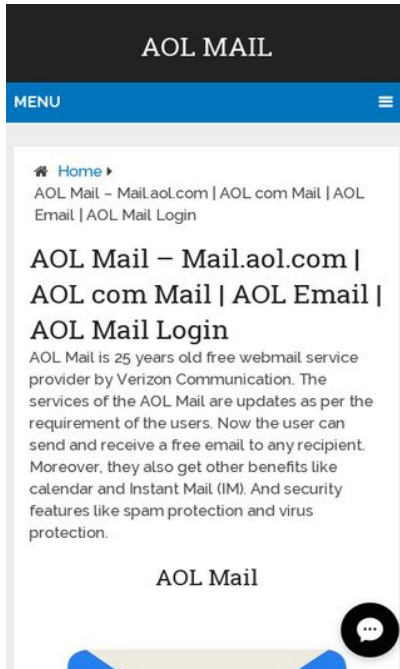 AOL MAIL
MENU
Home
AOL Mail – Mail.aol.com | AOL com Mail | AOL
Email | AOL Mail Login
AOL Mail – Mail.aol.com |
AOL com Mail | AOL Email |
AOL Mail Login
AOL Mail is 25 years old free webmail service
provider by Verizon Communication. The
services of the AOL Mail are updates as per the
requirement of the users. Now the user can
send and receive a free email to any recipient.
Moreover, they also get other benefits like
calendar and Instant Mail (IM). And security
features like spam protection and virus
protection.
AOL Mail